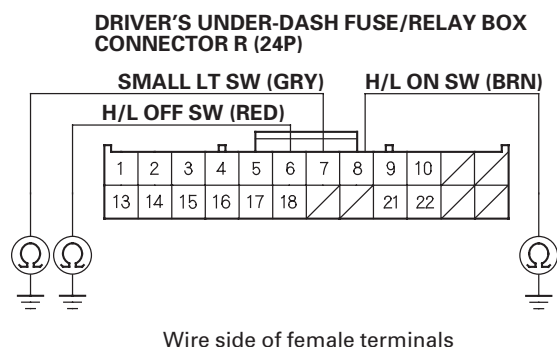 DRIVER'S UNDER-DASH FUSE/RELAY BOX
CONNECTOR R (24P)
SMALL LT SW (GRY) H/L ON SW (BRN)
H/L OFF SW (RED)
1 2 3 4 5 6 7 8 9 10
13 14 15 16 17 18 21 22
Ω Ω Ω
Wire side of female terminals